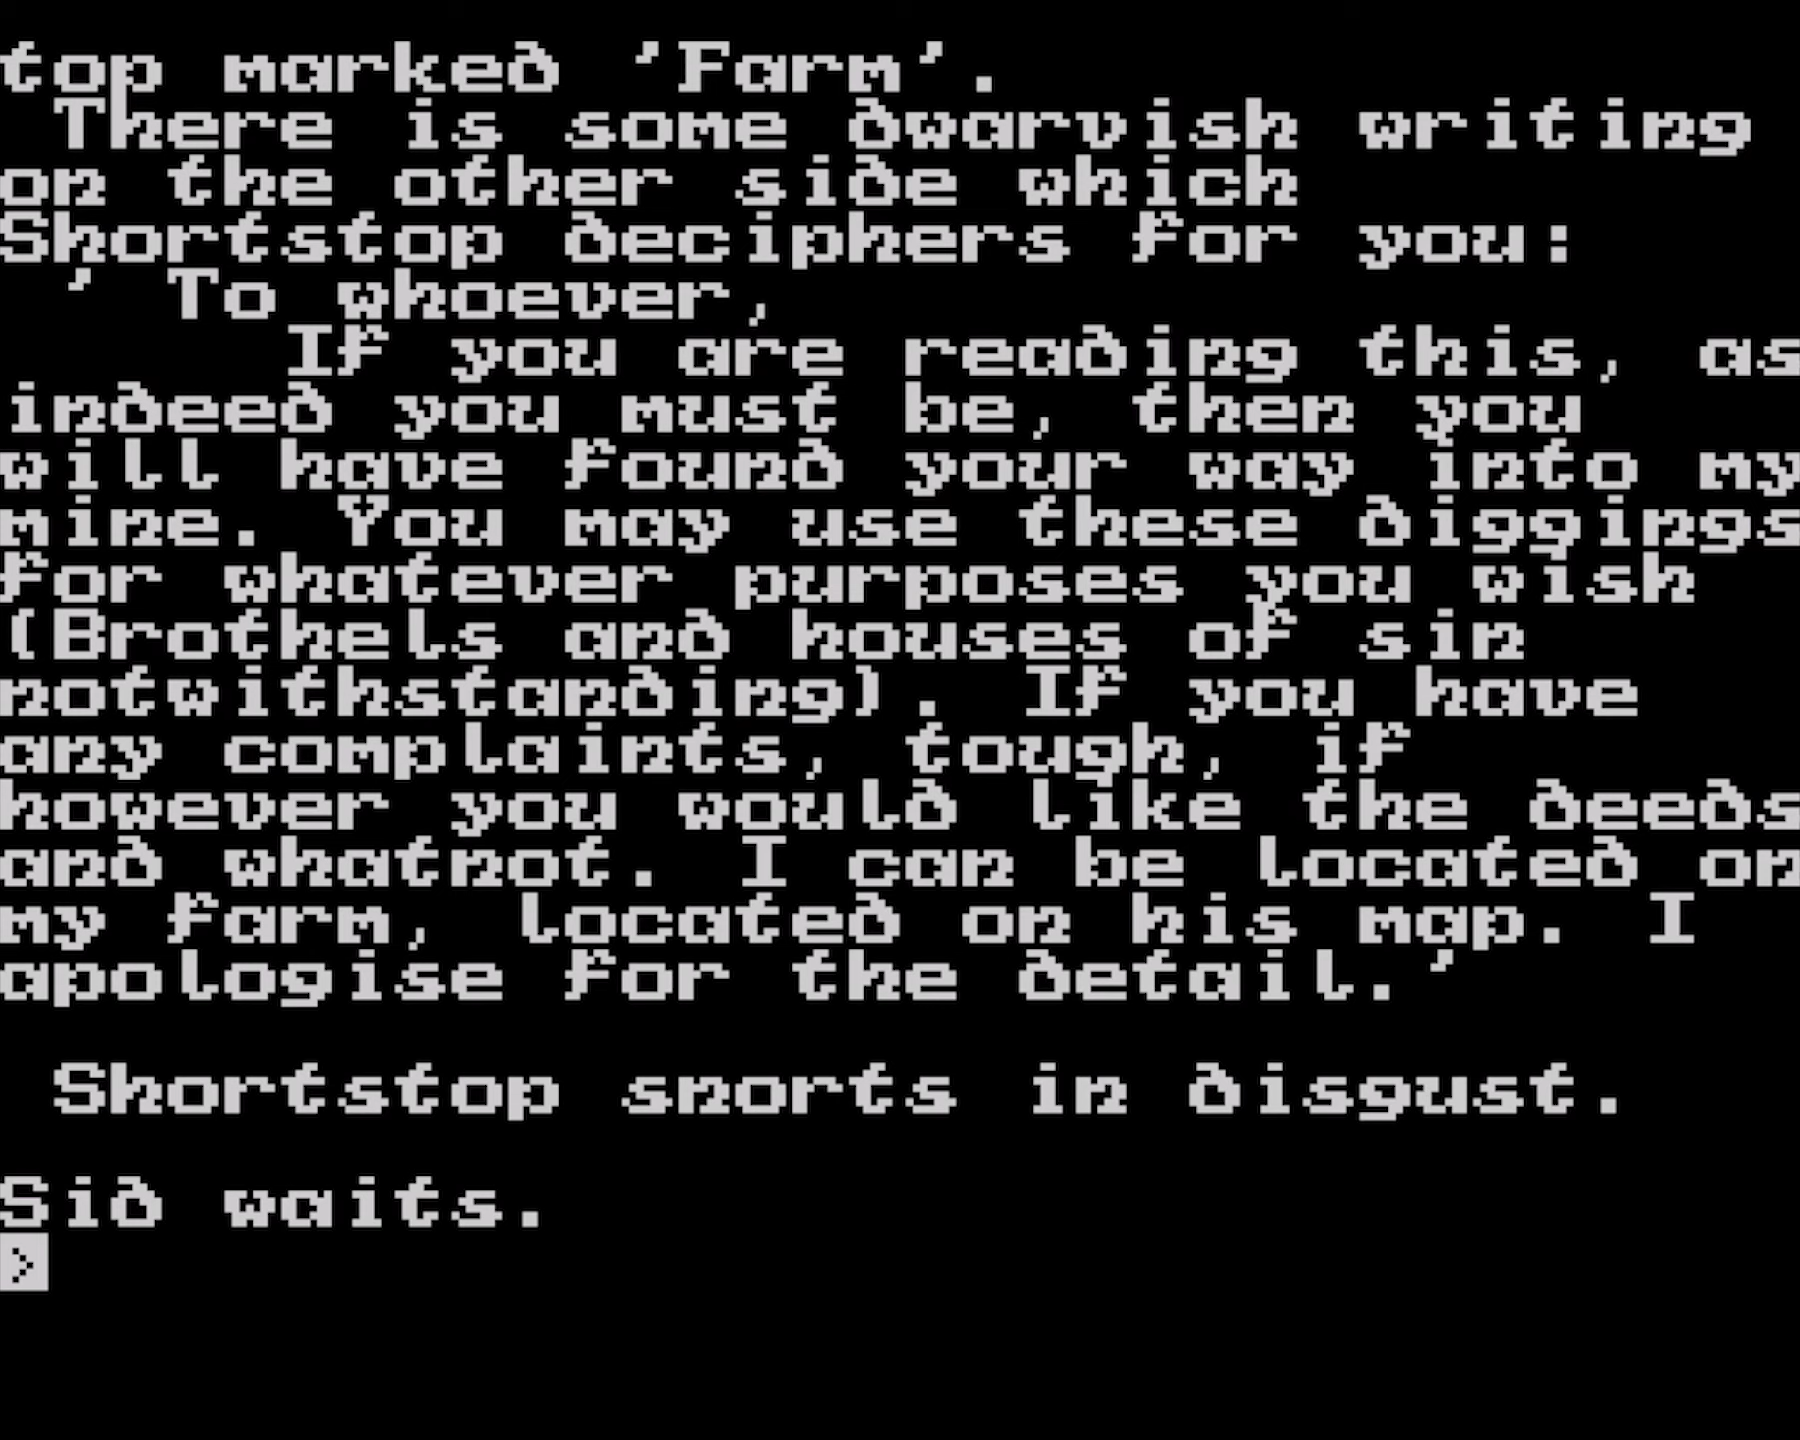 top marked 'Farm'.
There is some dwarvish writing
on the other side which
Shortstop deciphers for you:
' To whoever,
If you are reading this, as
indeed you must be, then you
will have found your way into my
mine. You may use these diggings
for whatever purposes you wish
(Brothels and houses of sin
notwithstanding). If you have
any complaints, tough, if
however you would like the deeds
and whatnot. I can be located on
my farm, located on his map. I
apologise for the detail.'
Shortstop snorts in disgust.
Sid waits.
>